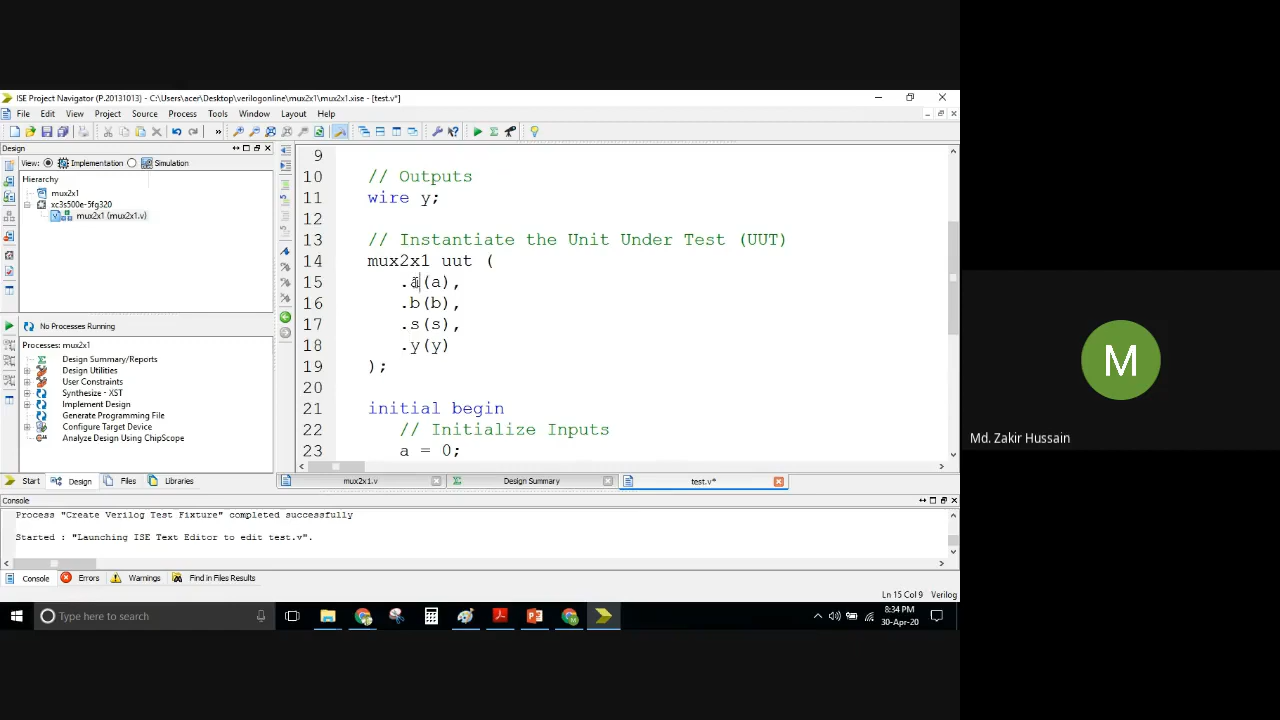 ISE Project Navigator (P.20131013) - C:\Users\acer\Desktop\verilogonline\mux2x1\mux2x1.xise - [test.v*]
File Edit View Project Source Process Tools Window Layout Help
Design
View: Implementation Simulation
Hierarchy
mux2x1
xc3s500e-5fg320
mux2x1 (mux2x1.v)
No Processes Running
Processes: mux2x1
Design Summary/Reports
Design Utilities
User Constraints
Synthesize - XST
Implement Design
Generate Programming File
Configure Target Device
Analyze Design Using ChipScope
Start Design Files Libraries
9
10 // Outputs
11 wire y;
12
13 // Instantiate the Unit Under Test (UUT)
14 mux2x1 uut (
15 .a(a),
16 .b(b),
17 .s(s),
18 .y(y)
19 );
20
21 initial begin
22 // Initialize Inputs
23 a = 0;
mux2x1.v Design Summary test.v*
Console
Process "Create Verilog Test Fixture" completed successfully
Started : "Launching ISE Text Editor to edit test.v".
Console Errors Warnings Find in Files Results
Ln 15 Col 9 Verilog
Type here to search
8:34 PM
30-Apr-20
M
Md. Zakir Hussain